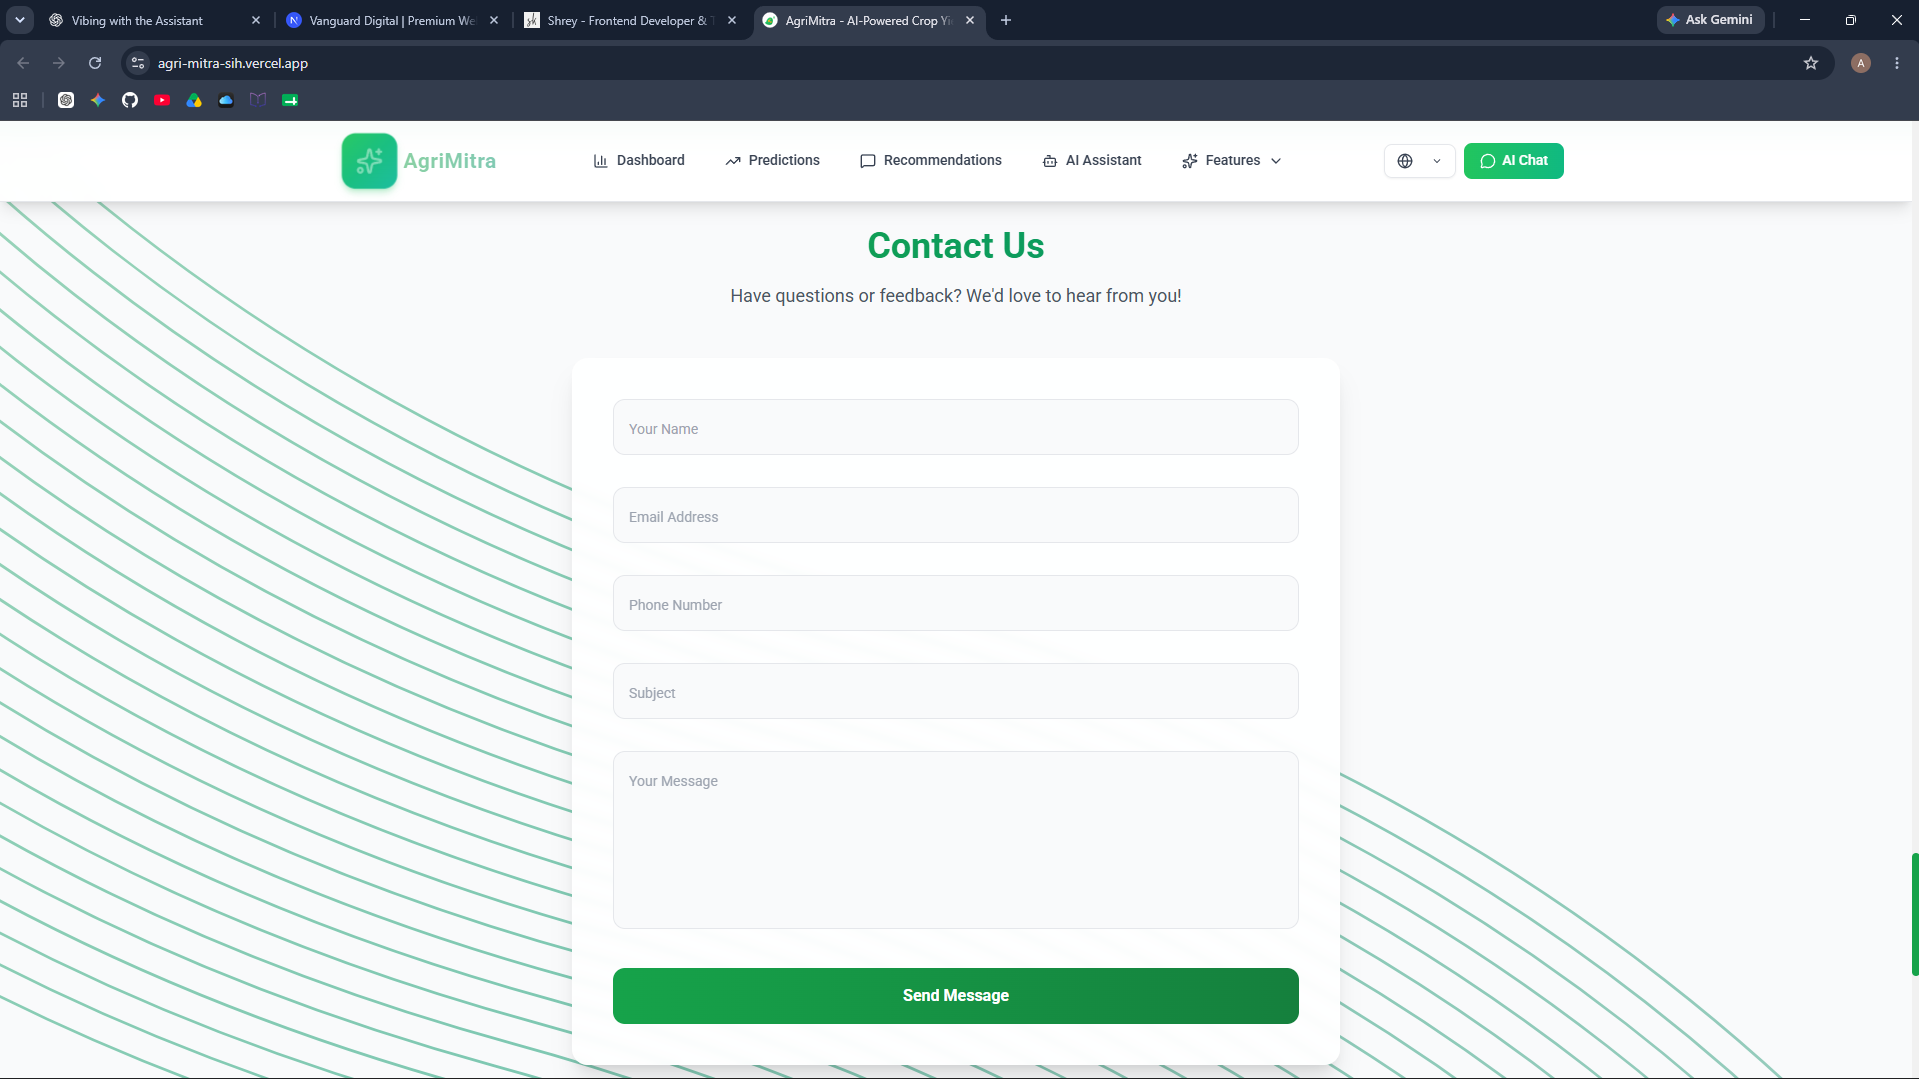 Vibing with the Assistant
Vanguard Digital | Premium We
Shrey - Frontend Developer &
AgriMitra - AI-Powered Crop Yi
Ask Gemini
agri-mitra-sih.vercel.app
A
AgriMitra
Dashboard
Predictions
Recommendations
AI Assistant
Features
AI Chat
Contact Us
Have questions or feedback? We'd love to hear from you!
Your Name
Email Address
Phone Number
Subject
Your Message
Send Message